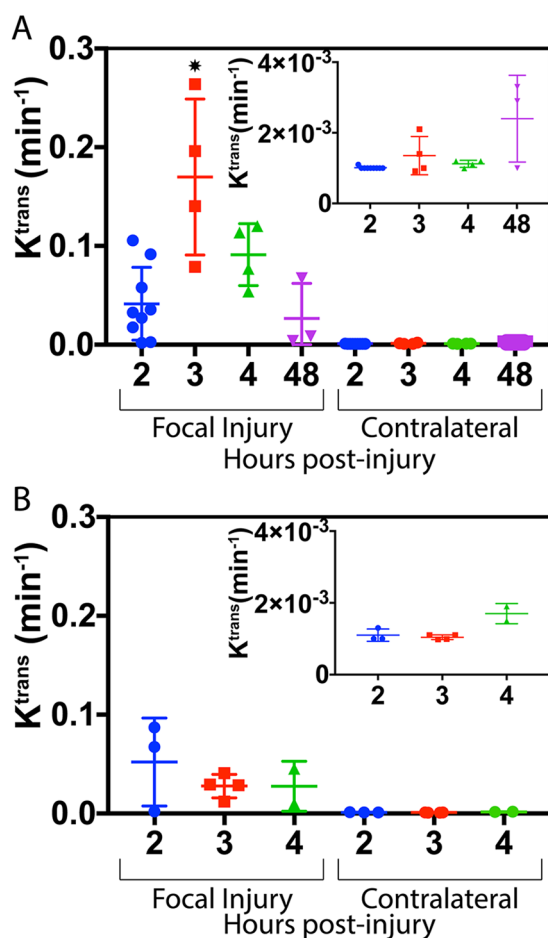 A
K^trans (min^-1)
0.3
0.2
0.1
0.0
*
K^trans (min^-1)
4×10^-3
2×10^-3
0
2 3 4 48
2 3 4 48 2 3 4 48
Focal Injury Contralateral
Hours post-injury
B
K^trans (min^-1)
0.3
0.2
0.1
0.0
K^trans(min^-1)
4×10^-3
2×10^-3
0
2 3 4
2 3 4 2 3 4
Focal Injury Contralateral
Hours post-injury